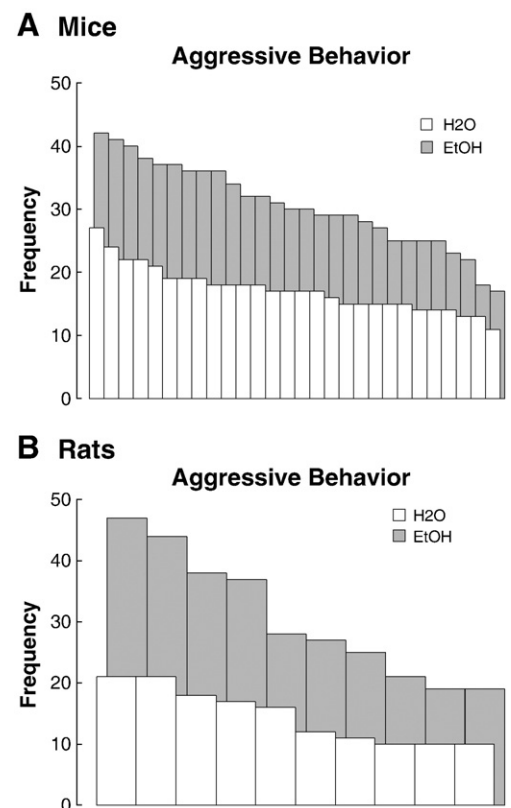 A Mice
Aggressive Behavior
50
40
30
20
10
0
Frequency
H2O
EtOH
B Rats
Aggressive Behavior
50
40
30
20
10
0
Frequency
H2O
EtOH